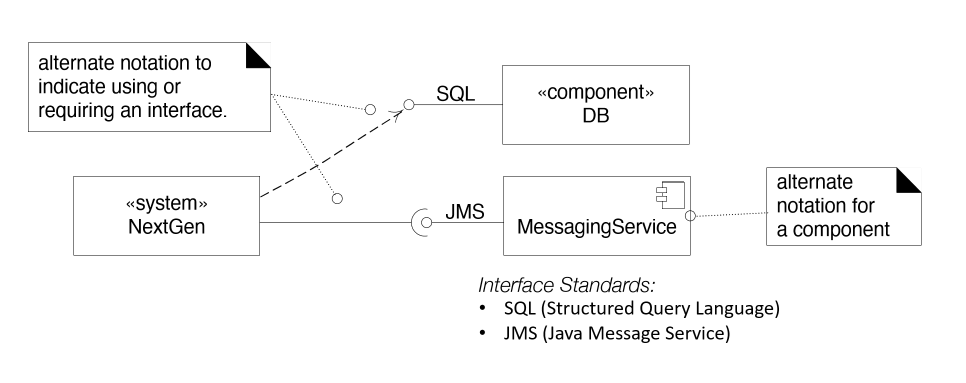 alternate notation to
indicate using or
requiring an interface.
SQL
«component»
DB
«system»
NextGen
JMS
MessagingService
alternate
notation for
a component
Interface Standards:
• SQL (Structured Query Language)
• JMS (Java Message Service)